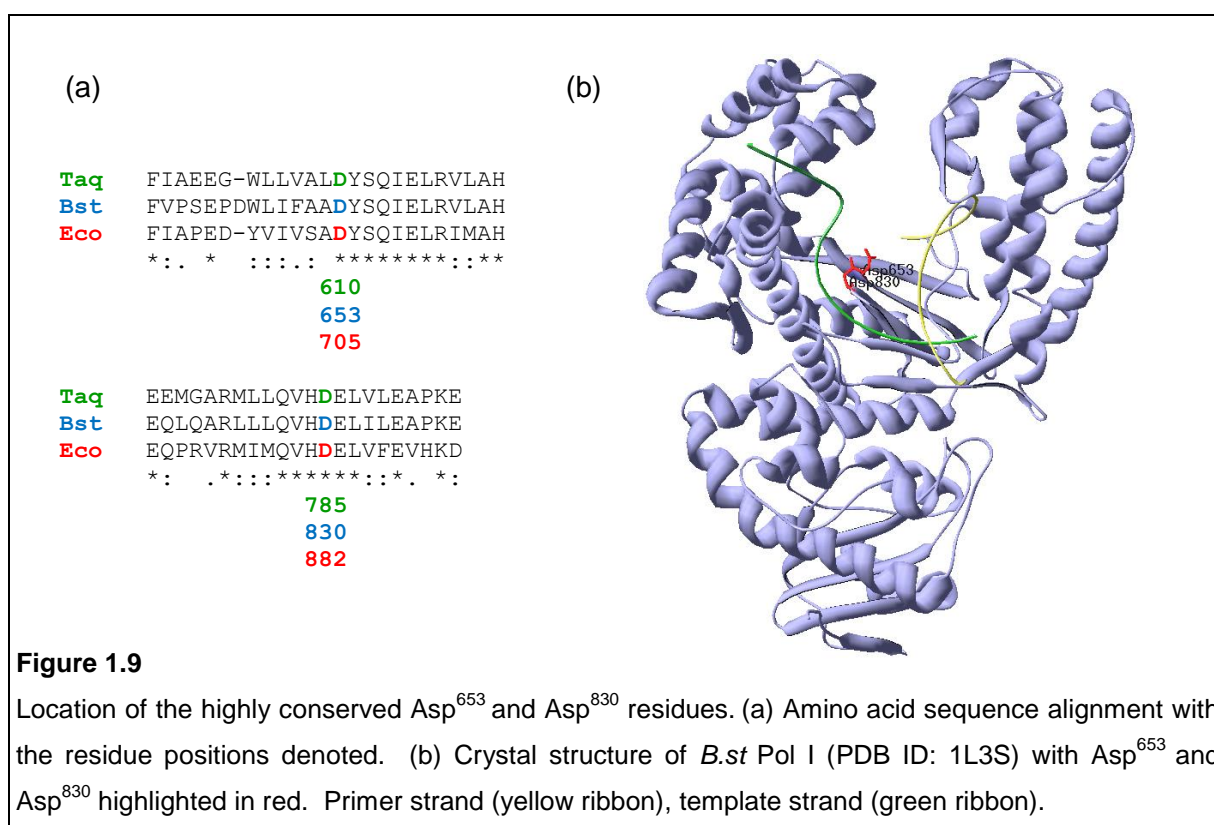 (a)
Taq FIAEEG-WLLVALDYSQIELRVLAH
Bst FVPSEPDWLIFAADYSQIELRVLAH
Eco FIAPED-YVIVSADYSQIELRIMAH
*:. * :::.: ********::**
610
653
705
Taq EEMGARMLLQVHDELVLEAPKE
Bst EQLQARLLLQVHDELILEAPKE
Eco EQPRVRMIMQVHDELVFEVHKD
*: .*:::******::*. *:
785
830
882
(b)
Asp653
Asp830
Figure 1.9
Location of the highly conserved Asp653 and Asp830 residues. (a) Amino acid sequence alignment with
the residue positions denoted. (b) Crystal structure of B.st Pol I (PDB ID: 1L3S) with Asp653 and
Asp830 highlighted in red. Primer strand (yellow ribbon), template strand (green ribbon).